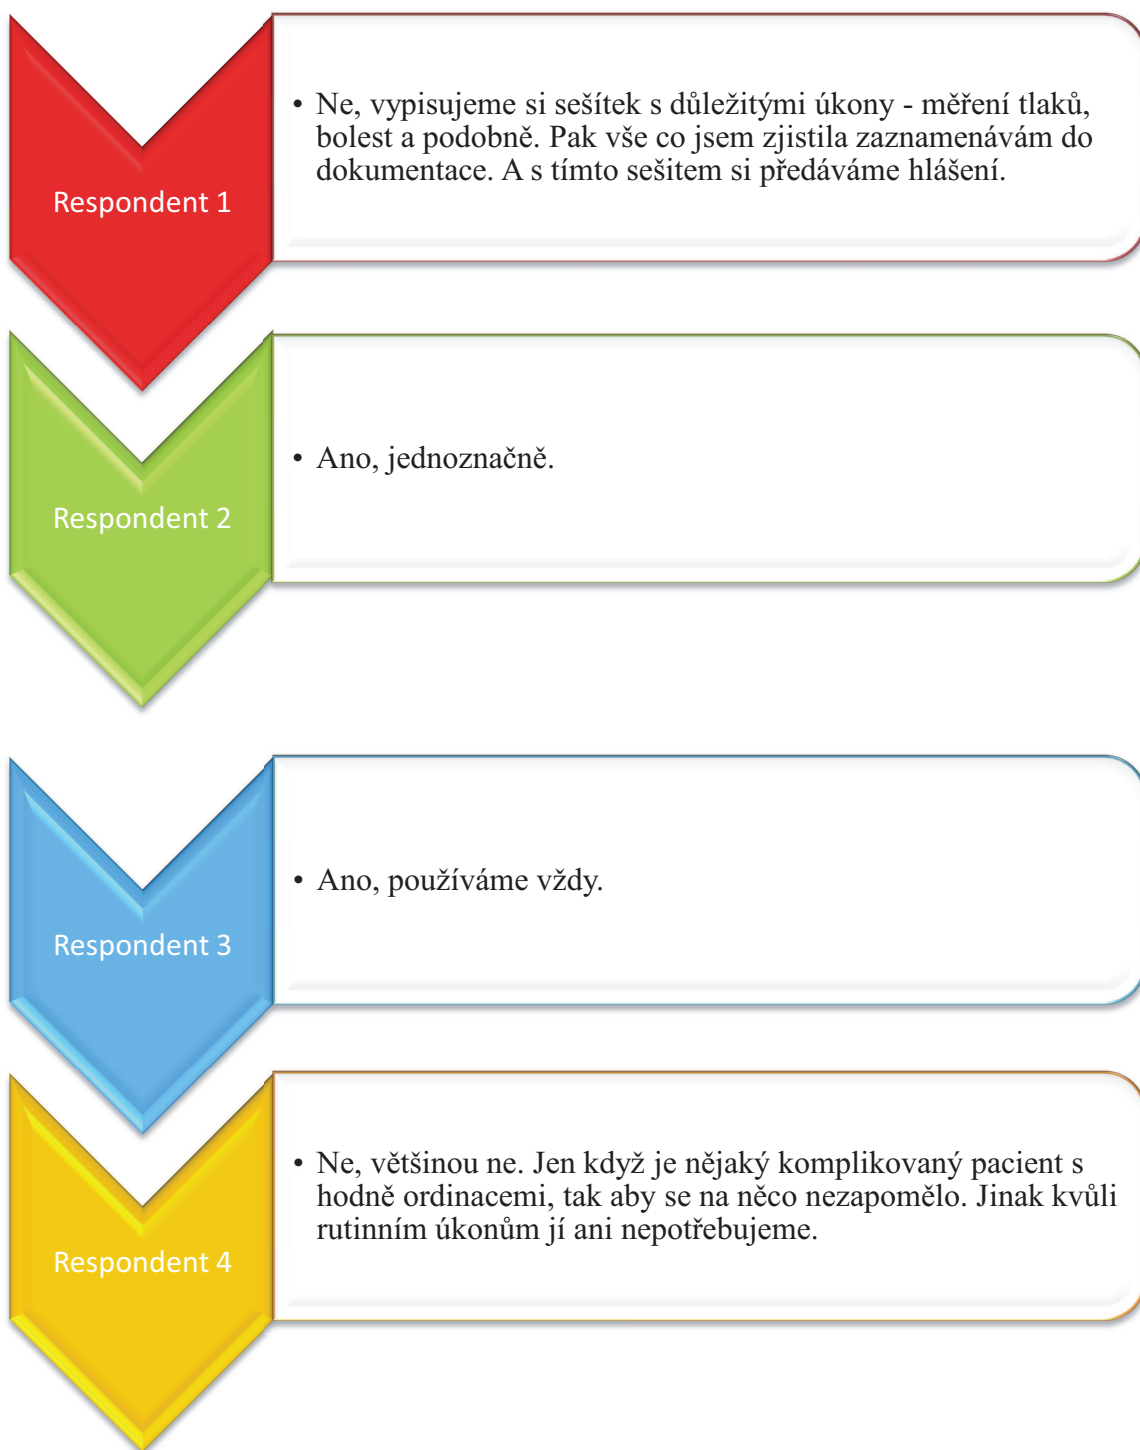 Respondent 1
• Ne, vypisujeme si sešítek s důležitými úkony - měření tlaků,
bolest a podobně. Pak vše co jsem zjistila zaznamenávám do
dokumentace. A s tímto sešitem si předáváme hlášení.
Respondent 2
• Ano, jednoznačně.
Respondent 3
• Ano, používáme vždy.
Respondent 4
• Ne, většinou ne. Jen když je nějaký komplikovaný pacient s
hodně ordinacemi, tak aby se na něco nezapomělo. Jinak kvůli
rutinním úkonům jí ani nepotřebujeme.